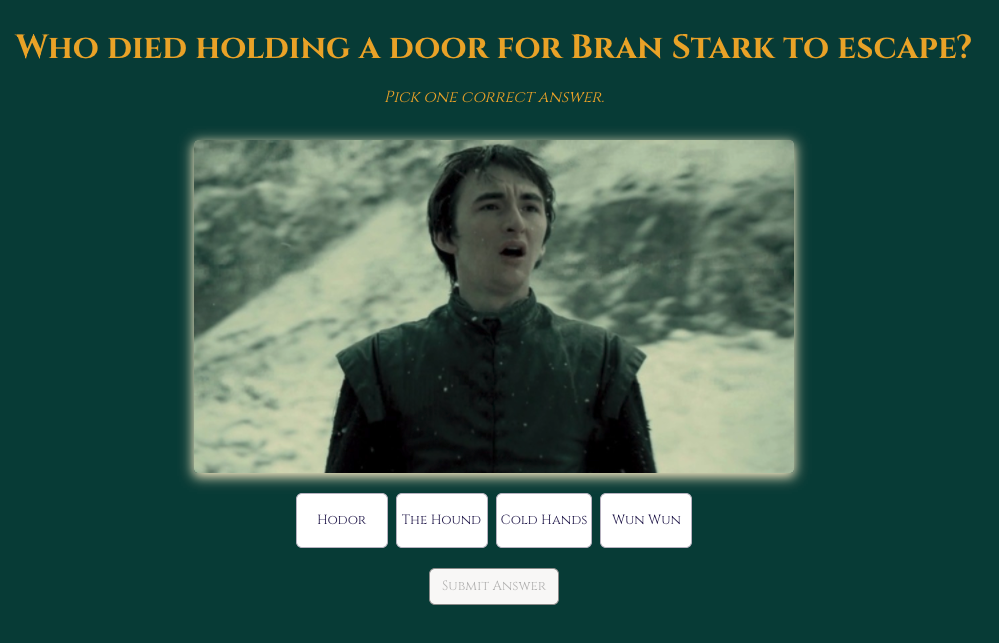 Who died holding a door for Bran Stark to escape?
Pick one correct answer.
Hodor
The Hound
Cold Hands
Wun Wun
Submit Answer